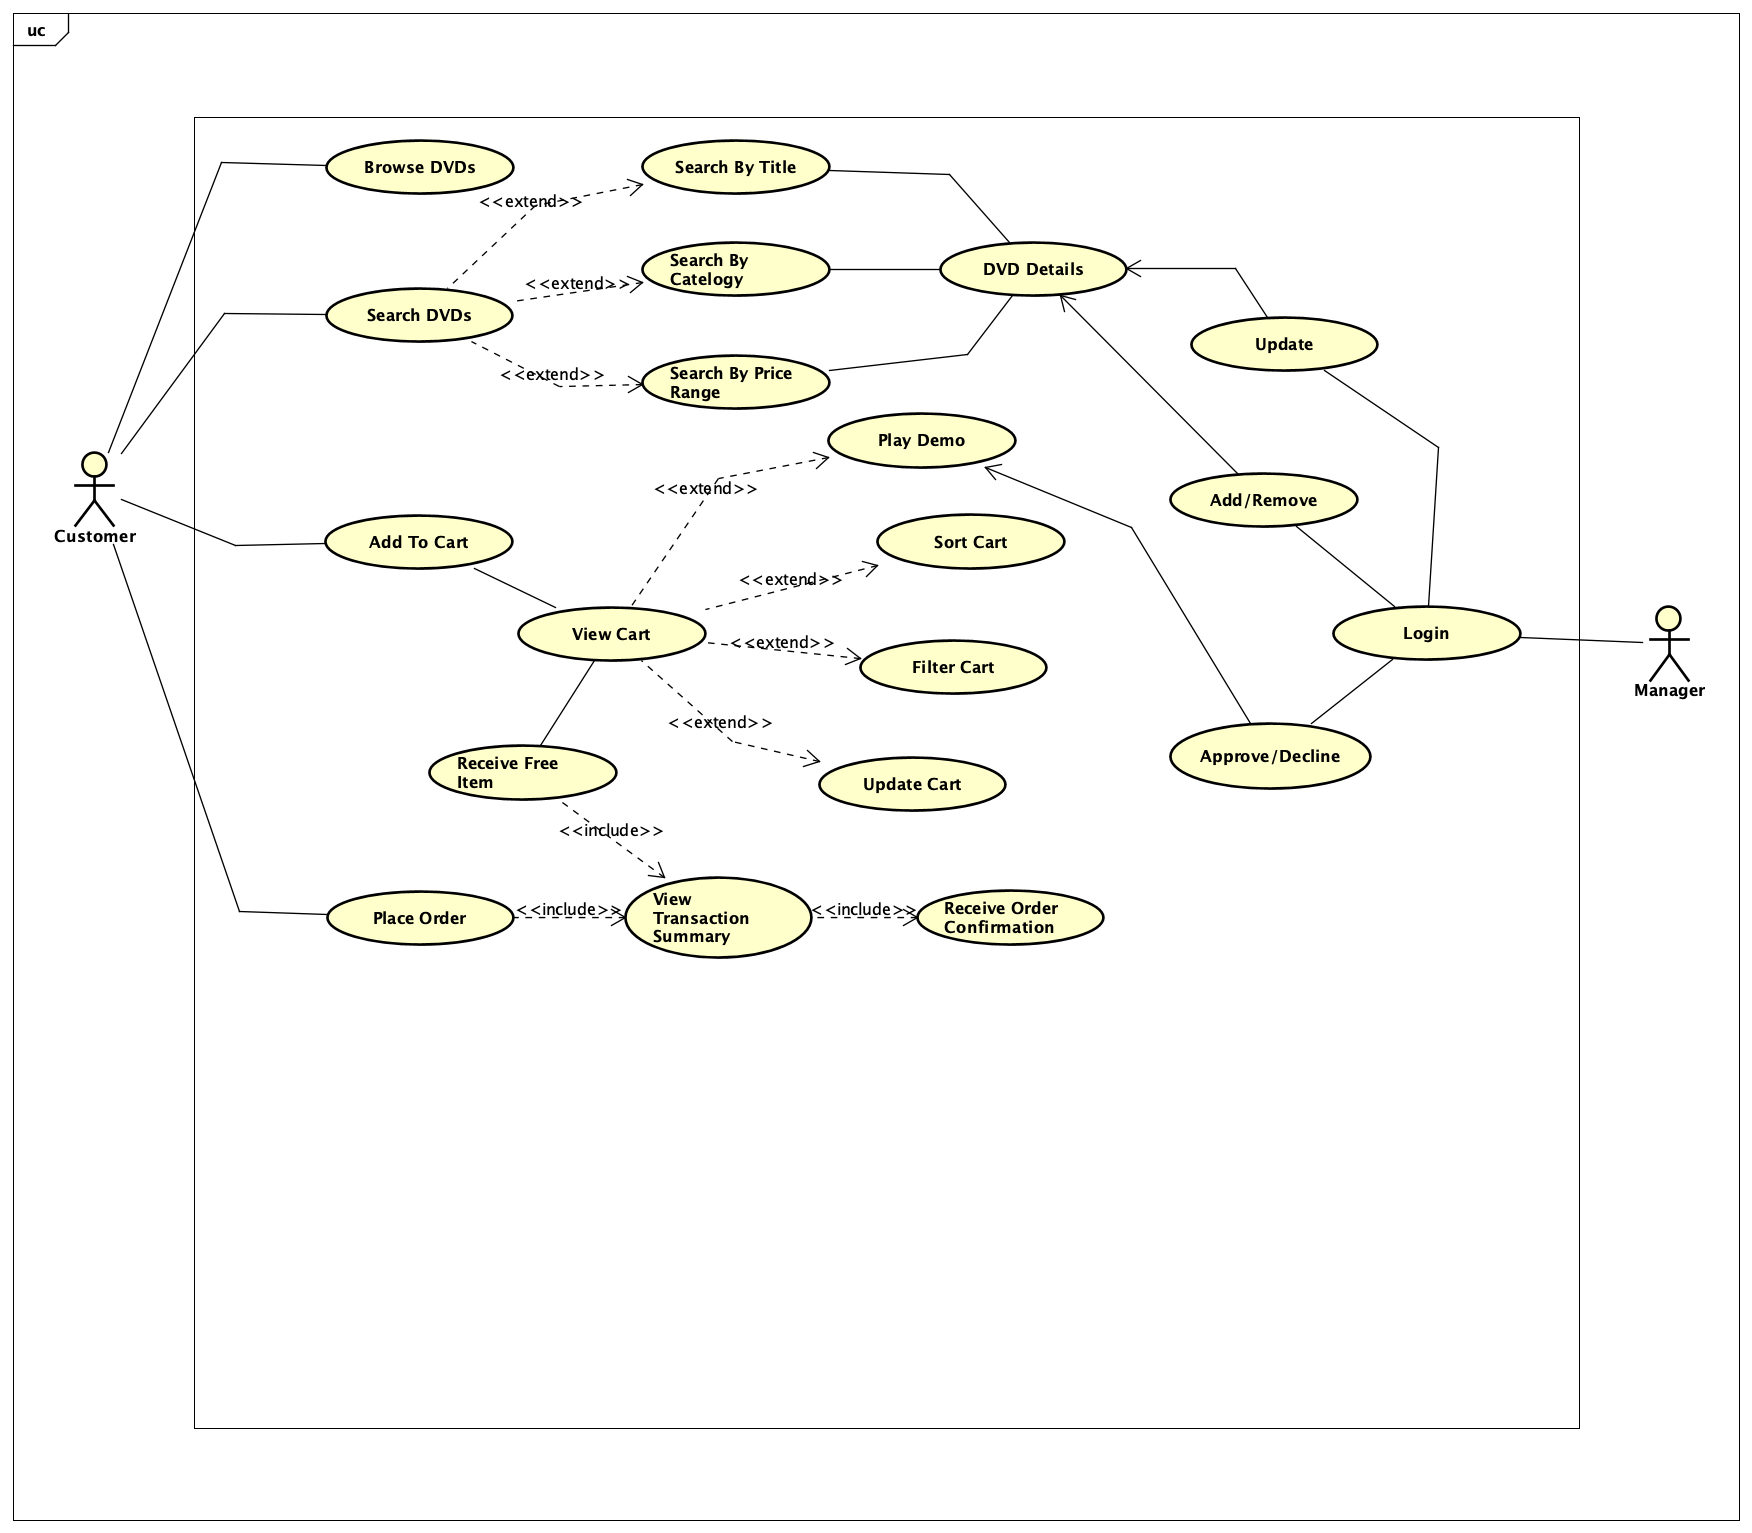 uc
Browse DVDs
Search By Title
<<extend>>
Search By
Catelogy
DVD Details
<<extend>>
Search DVDs
Update
<<extend>>
Search By Price
Range
Play Demo
<<extend>>
Add/Remove
Customer
Add To Cart
Sort Cart
<<extend>>
View Cart
<<extend>>
Login
Filter Cart
Manager
<<extend>>
Approve/Decline
Receive Free
Item
Update Cart
<<include>>
Place Order
<<include>>
View
Transaction
Summary
<<include>>
Receive Order
Confirmation